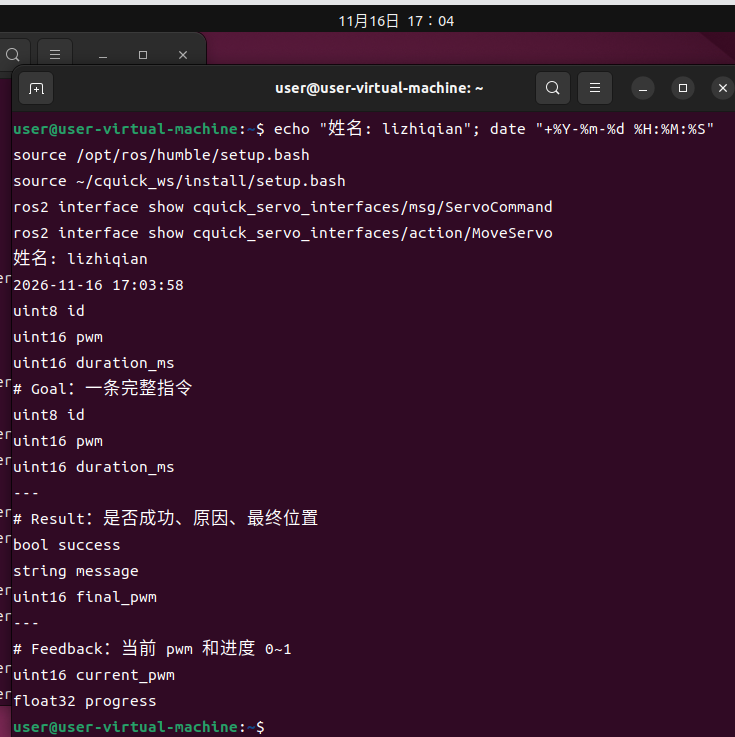 11月16日 17：04
user@user-virtual-machine: ~
user@user-virtual-machine:~$ echo "姓名: lizhiqian"; date "+%Y-%m-%d %H:%M:%S"
source /opt/ros/humble/setup.bash
source ~/cquick_ws/install/setup.bash
ros2 interface show cquick_servo_interfaces/msg/ServoCommand
ros2 interface show cquick_servo_interfaces/action/MoveServo
姓名: lizhiqian
2026-11-16 17:03:58
uint8 id
uint16 pwm
uint16 duration_ms
# Goal：一条完整指令
uint8 id
uint16 pwm
uint16 duration_ms
---
# Result：是否成功、原因、最终位置
bool success
string message
uint16 final_pwm
---
# Feedback：当前 pwm 和进度 0~1
uint16 current_pwm
float32 progress
user@user-virtual-machine:~$